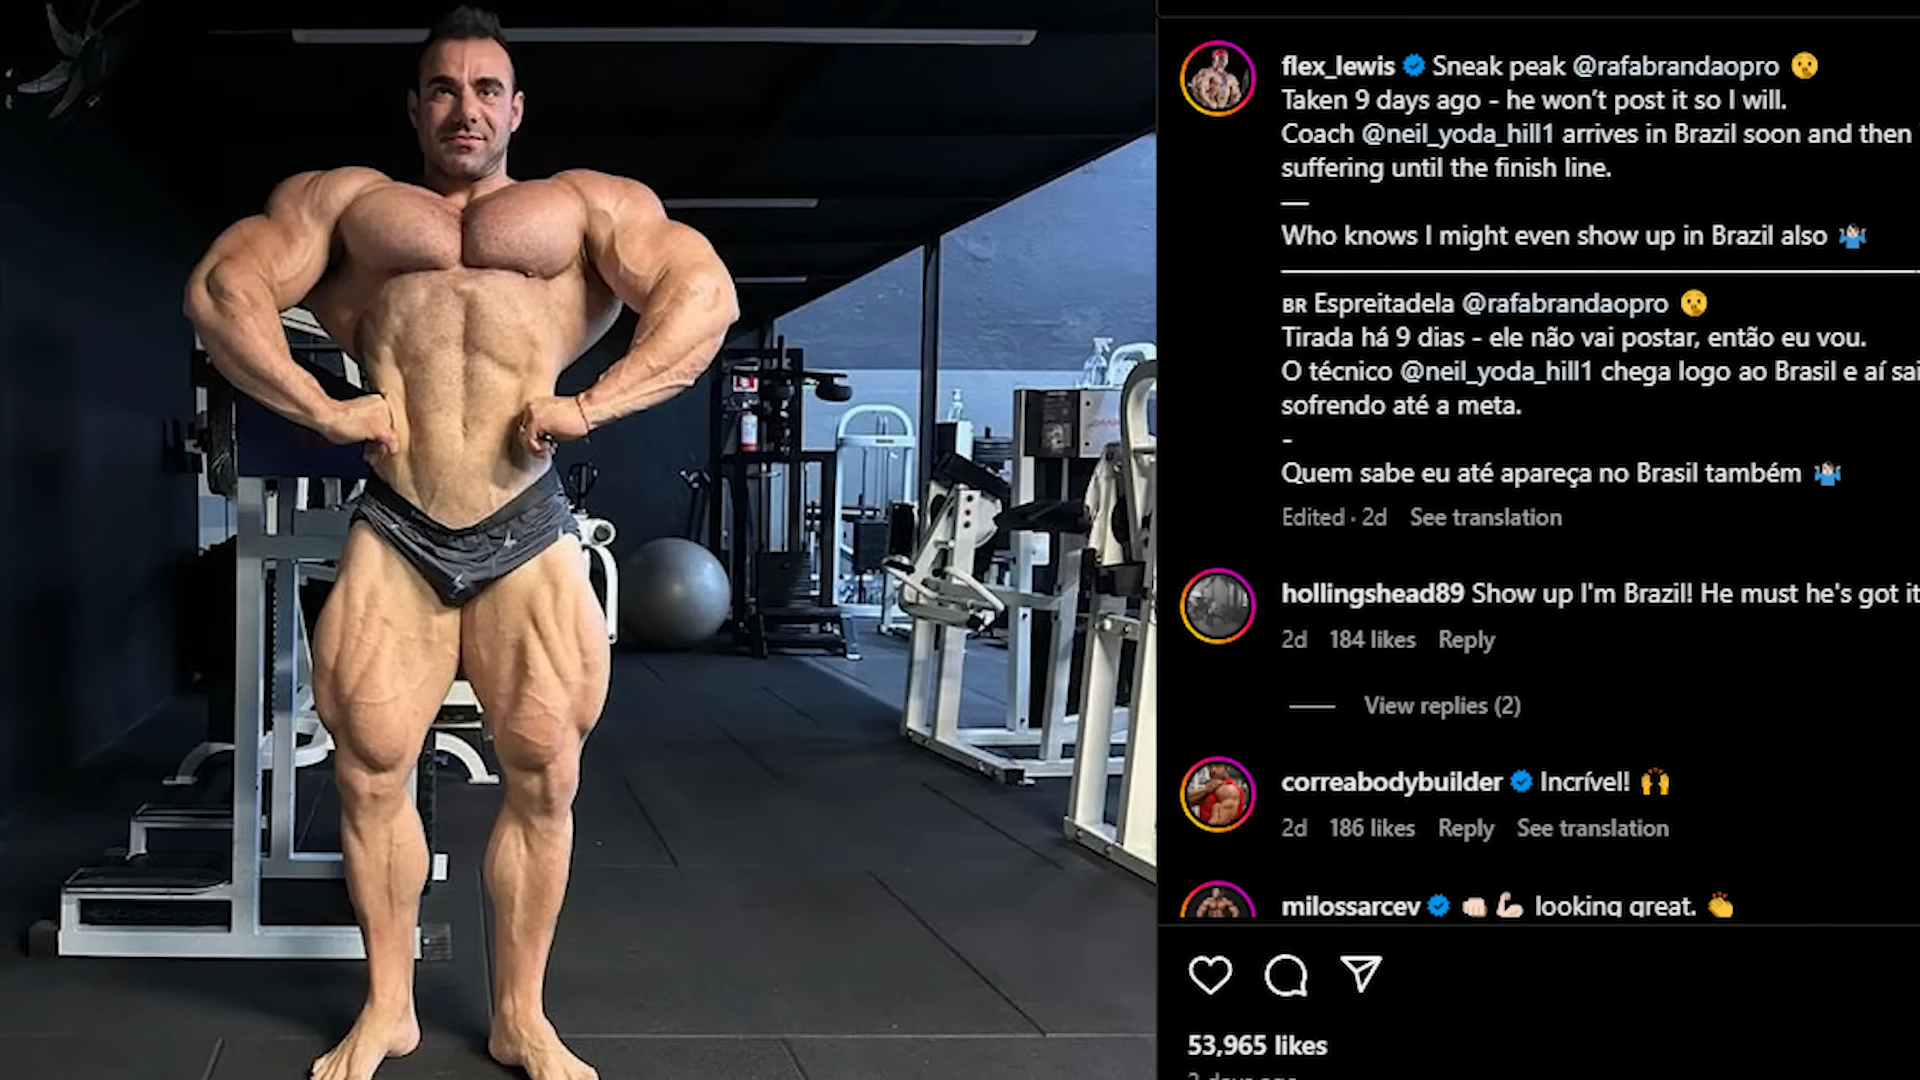 flex_lewis Sneak peak @rafabrandaopro 🤫
Taken 9 days ago - he won't post it so I will.
Coach @neil_yoda_hill1 arrives in Brazil soon and then
suffering until the finish line.
—
Who knows I might even show up in Brazil also 🤷🏻‍♂️
BR Espreitadela @rafabrandaopro 🤫
Tirada há 9 dias - ele não vai postar, então eu vou.
O técnico @neil_yoda_hill1 chega logo ao Brasil e aí sai
sofrendo até a meta.
-
Quem sabe eu até apareça no Brasil também 🤷🏻‍♂️
Edited · 2d See translation
hollingshead89 Show up I'm Brazil! He must he's got it
2d 184 likes Reply
View replies (2)
correabodybuilder Incrível! 🙌
2d 186 likes Reply See translation
milossarcev 👊🏻💪🏻 looking great. 👏
53,965 likes
2 days ago